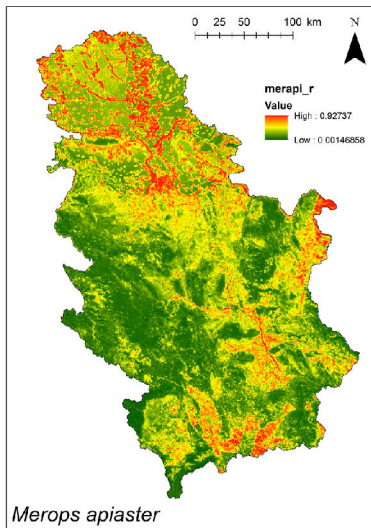 0 25 50 100 km
N
merapi_r
Value
High : 0.92737
Low : 0.00146858
Merops apiaster